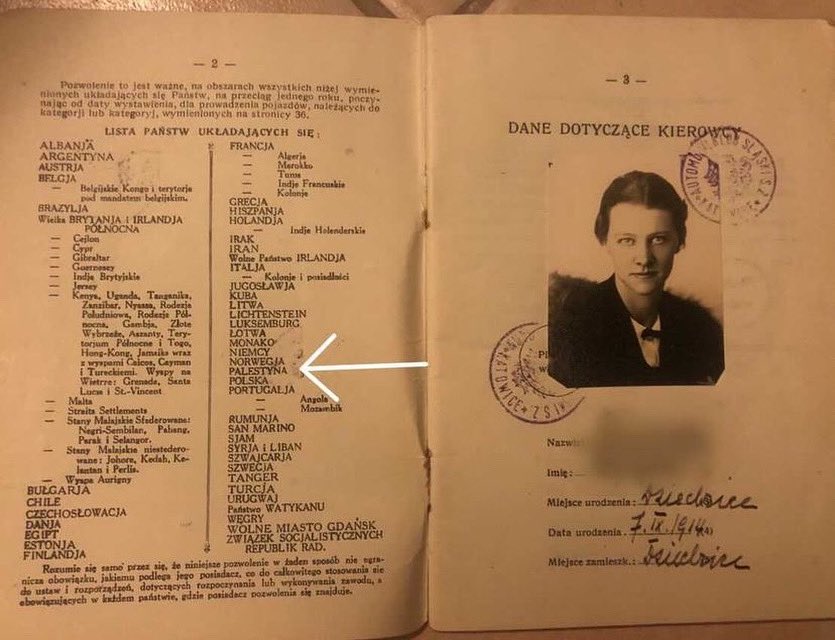 — 2 —
Pozwolenie to jest ważne, na obszarach wszystkich niżej wymie-
nionych układających się Państw, na przeciąg jednego roku, poczy-
nając od daty wystawienia, dla prowadzenia pojazdów, należących do
kategorji lub kategoryj, wymienionych na stronicy 36.
LISTA PAŃSTW UKŁADAJĄCYCH SIĘ:
ALBANJA
ARGENTYNA
AUSTRJA
BELGJA
— Belgijskie Kongo i terytorja
pod mandatem belgijskim.
BRAZYLJA
Wielka BRYTANJA i IRLANDJA
PÓŁNOCNA
— Cejlon
— Cypr
— Gibraltar
— Guernesey
— Indje Brytyjskie
— Jersey
— Kenya, Uganda, Tanganika,
Zanzibar, Nyassa, Rodezja
Południowa, Rodezja Pół-
nocna, Gambja, Złote
Wybrzeże, Aszanty, Tery-
torjum Północne i Togo,
Hong-Kong, Jamaika wraz
z wyspami Caicos, Cayman
i Tureckiemi. Wyspy na
Wietrze: Grenada, Santa
Lucia i St.-Vincent
— Malta
— Straits Settlements
— Stany Malajskie Sfederowane:
Negri-Sembilan, Pahang,
Parak i Selangor.
— Stany Malajskie niesfedero-
wane: Johore, Kedah, Ke-
lantan i Perlis.
— Wyspa Aurigny
BUŁGARJA
CHILE
CZECHOSŁOWACJA
DANJA
EGIPT
ESTONJA
FINLANDJA
FRANCJA
— Algerja
— Marokko
— Tunis
— Indje Francuskie
— Kolonje
GRECJA
HISZPANJA
HOLANDJA
— Indje Holenderskie
IRAK
IRAN
Wolne Państwo IRLANDJA
ITALJA
— Kolonje i posiadłości
JUGOSŁAWJA
KUBA
LITWA
LICHTENSTEIN
LUKSEMBURG
ŁOTWA
MONAKO
NIEMCY
NORWEGJA
PALESTYNA
POLSKA
PORTUGALJA
— Angola
— Mozambik
RUMUNJA
SAN MARINO
SJAM
SYRJA i LIBAN
SZWAJCARJA
SZWECJA
TANGER
TURCJA
URUGWAJ
Państwo WATYKANU
WĘGRY
WOLNE MIASTO GDAŃSK
ZWIĄZEK SOCJALISTYCZNYCH
REPUBLIK RAD.
Rozumie się samo przez się, że niniejsze pozwolenie w żaden sposób nie ogra-
nicza obowiązku, jakiemu podlega jego posiadacz, co do całkowitego stosowania się
do ustaw i rozporządzeń, dotyczących rozpoczynania lub wykonywania zawodu, a
obowiązujących w każdem państwie, gdzie posiadacz pozwolenia się znajduje.
— 3 —
DANE DOTYCZĄCE KIEROWCY
Imię:
Miejsce urodzenia: Dziedzice
Data urodzenia: 7.IX.1914
Miejsce zamieszk.: Dziedzice